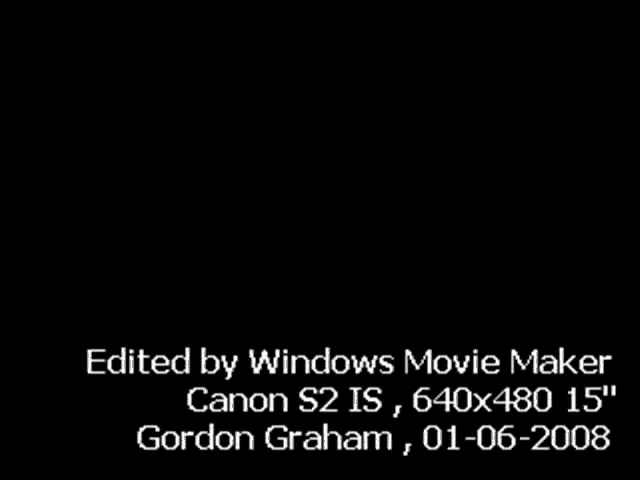 Edited by Windows Movie Maker
Canon S2 IS , 640x480 15"
Gordon Graham , 01-06-2008